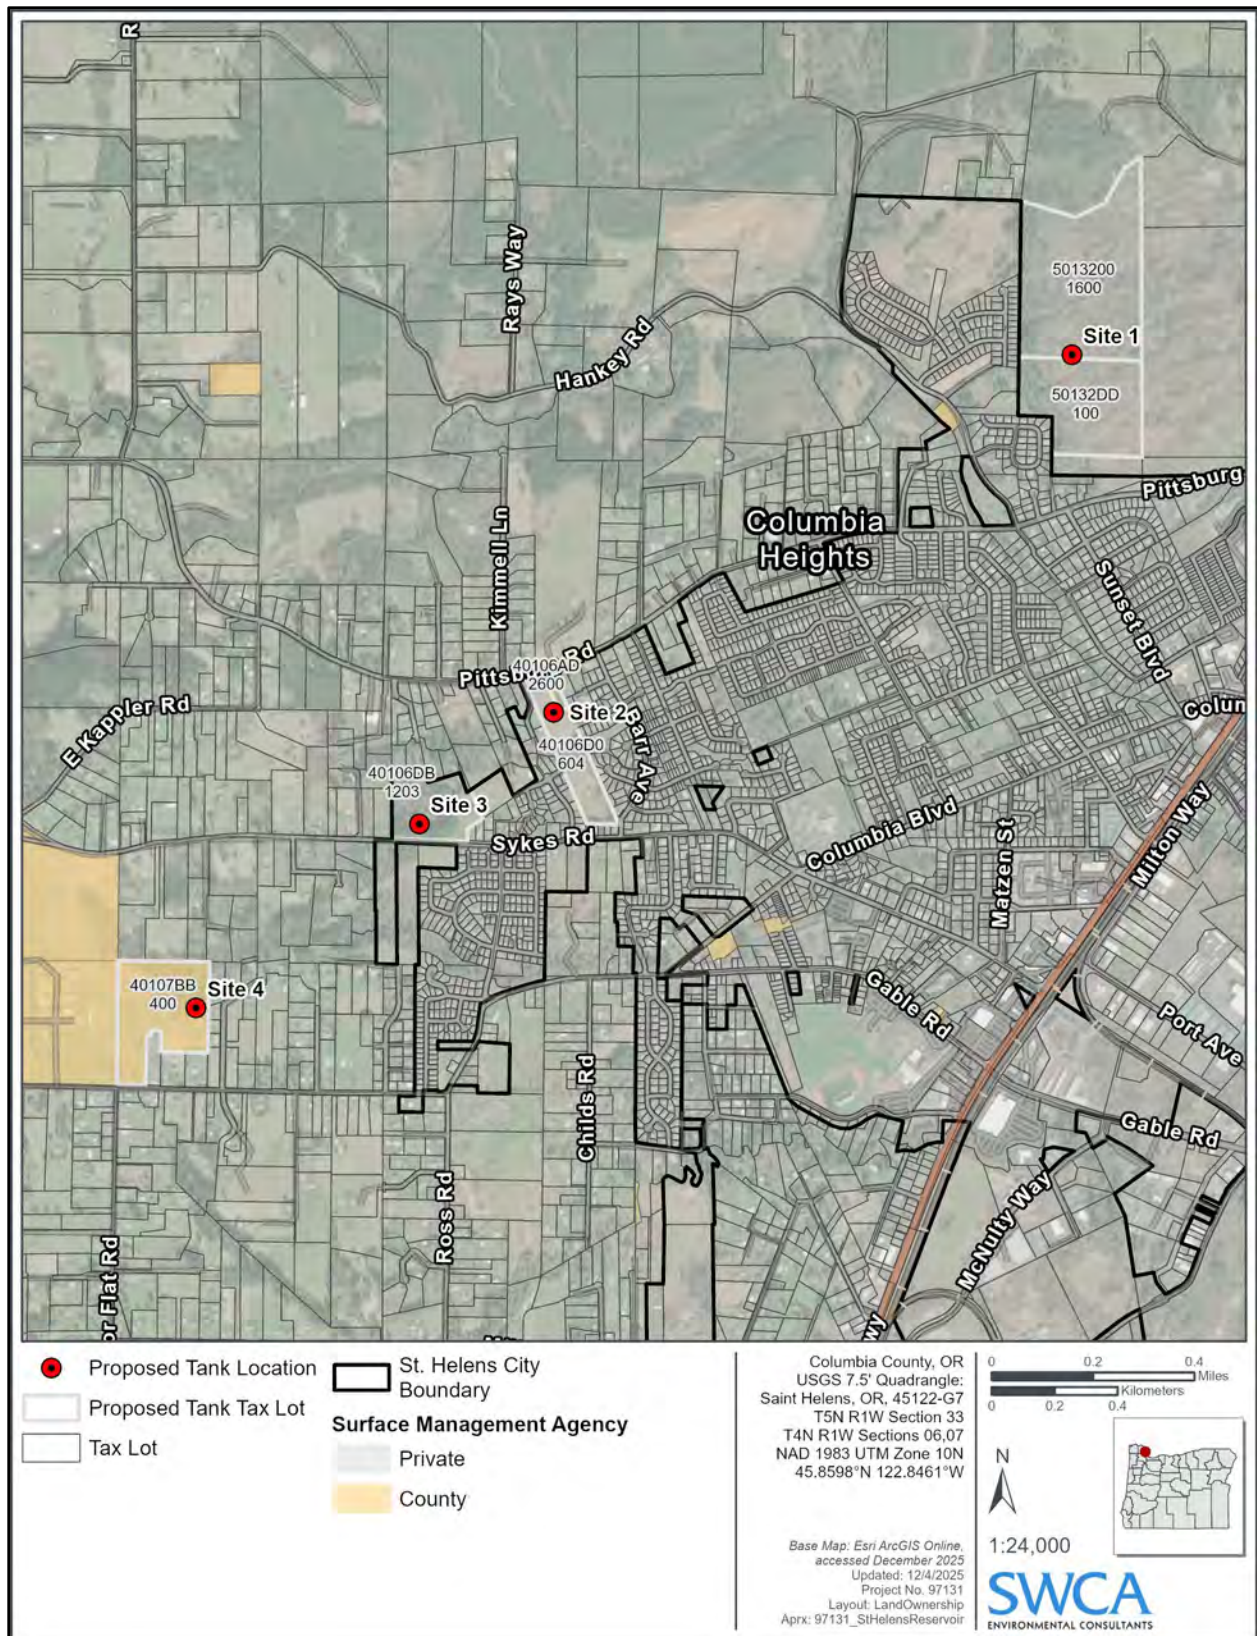 R
Rays Way
Hankey Rd
5013200
1600
Site 1
50132DD
100
Pittsburg
Columbia
Heights
Kimmell Ln
Sunset Blvd
Rd
40106AD
2600
E Kappler Rd
Site 2
Barr Ave
40106D0
604
Colum
40106DB
1203
Site 3
Sykes Rd
Columbia Blvd
Matzen St
Milton Way
40107BB
400
Site 4
Gable Rd
Port Ave
Childs Rd
Gable Rd
Ross Rd
McNulty Way
or Flat Rd
wy
Proposed Tank Location
Proposed Tank Tax Lot
Tax Lot
St. Helens City
Boundary
Surface Management Agency
Private
County
Columbia County, OR
USGS 7.5' Quadrangle:
Saint Helens, OR, 45122-G7
T5N R1W Section 33
T4N R1W Sections 06,07
NAD 1983 UTM Zone 10N
45.8598°N 122.8461°W
Base Map: Esri ArcGIS Online,
accessed December 2025
Updated: 12/4/2025
Project No. 97131
Layout: LandOwnership
Aprx: 97131_StHelensReservoir
0 0.2 0.4
Miles
Kilometers
0 0.2 0.4
N
1:24,000
SWCA
ENVIRONMENTAL CONSULTANTS